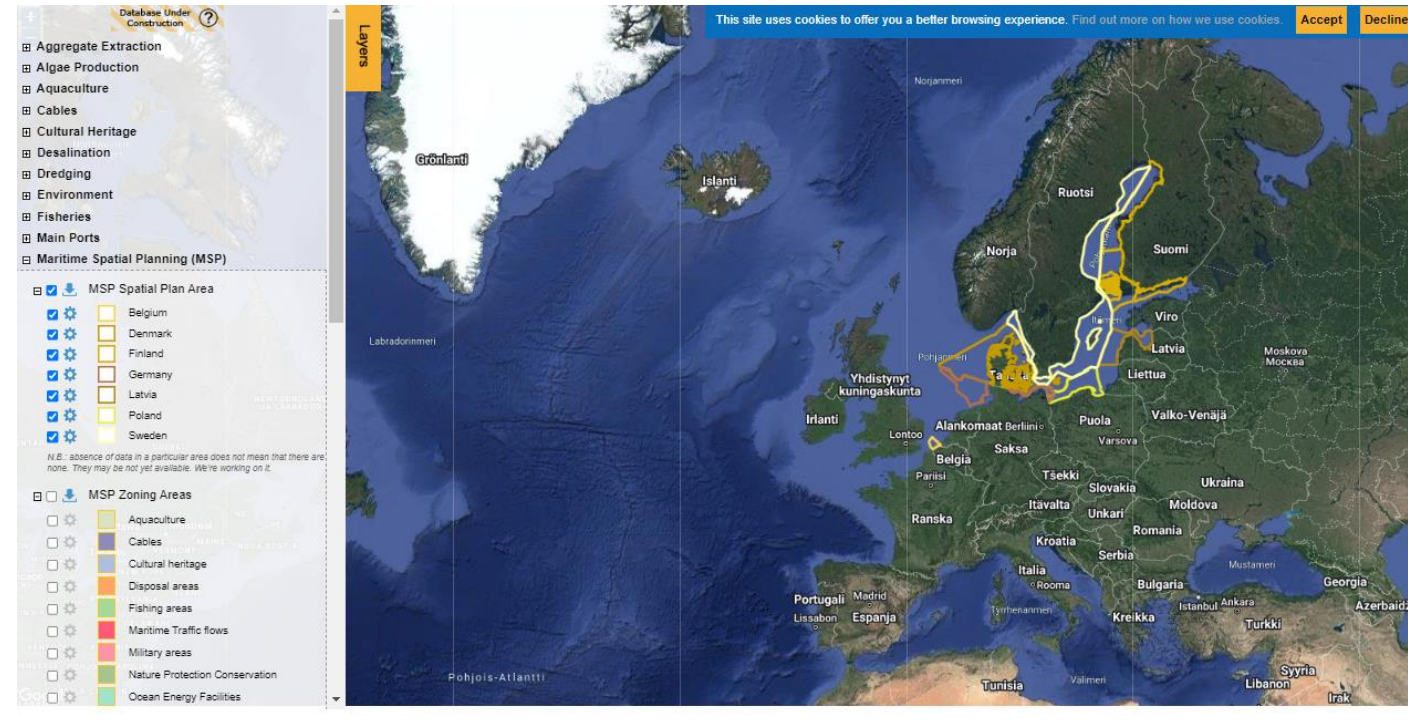 Database Under
Construction
?
Aggregate Extraction
Algae Production
Aquaculture
Cables
Cultural Heritage
Desalination
Dredging
Environment
Fisheries
Main Ports
Maritime Spatial Planning (MSP)
MSP Spatial Plan Area
Belgium
Denmark
Finland
Germany
Latvia
Poland
Sweden
N.B.: absence of data in a particular area does not mean that there are
none. They may be not yet available. We're working on it.
MSP Zoning Areas
Aquaculture
Cables
Cultural heritage
Disposal areas
Fishing areas
Maritime Traffic flows
Military areas
Nature Protection Conservation
Ocean Energy Facilities
Layers
This site uses cookies to offer you a better browsing experience. Find out more on how we use cookies.
Accept
Decline
Norjanmeri
Grönlanti
Islanti
Ruotsi
Norja
Suomi
Itämeri
Viro
Labradorinmeri
Pohjanmeri
Latvia
Moskova
Москва
Liettua
Yhdistynyt
kuningaskunta
Irlanti
Puola
Valko-Venäjä
Alankomaat
Berliini
Lontoo
Varsova
Saksa
Belgia
Pariisi
Tšekki
Slovakia
Ukraina
Itävalta
Unkari
Moldova
Ranska
Romania
Kroatia
Serbia
Italia
Mustameri
Rooma
Bulgaria
Georgia
Portugali
Madrid
Istanbul
Ankara
Azerbaidž
Lissabon
Espanja
Tyrrhenanmeri
Kreikka
Turkki
Pohjois-Atlantti
Tunisia
Välimeri
Syyria
Libanon
Irak